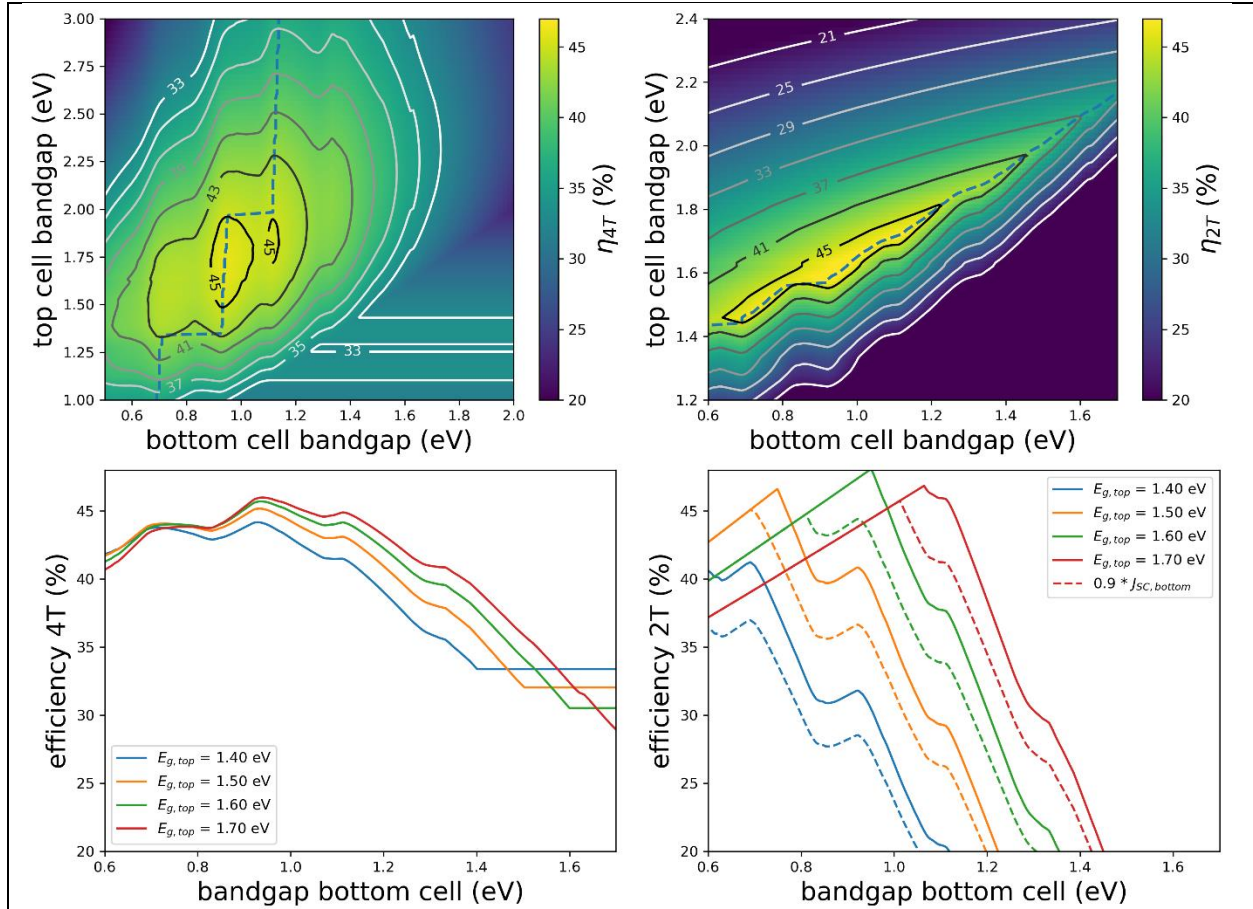 3.00
2.75
2.50
2.25
2.00
1.75
1.50
1.25
1.00
top cell bandgap (eV)
33
43
45
45
41
37
35
33
0.6 0.8 1.0 1.2 1.4 1.6 1.8 2.0
bottom cell bandgap (eV)
45
40
35
30
25
20
η4T (%)
2.4
2.2
2.0
1.8
1.6
1.4
1.2
top cell bandgap (eV)
21
25
29
33
37
41
45
0.6 0.8 1.0 1.2 1.4 1.6
bottom cell bandgap (eV)
45
40
35
30
25
20
η2T (%)
45
40
35
30
25
20
efficiency 4T (%)
Eg,top = 1.40 eV
Eg,top = 1.50 eV
Eg,top = 1.60 eV
Eg,top = 1.70 eV
0.6 0.8 1.0 1.2 1.4 1.6
bandgap bottom cell (eV)
45
40
35
30
25
20
efficiency 2T (%)
Eg,top = 1.40 eV
Eg,top = 1.50 eV
Eg,top = 1.60 eV
Eg,top = 1.70 eV
0.9 * JSC,bottom
0.6 0.8 1.0 1.2 1.4 1.6
bandgap bottom cell (eV)